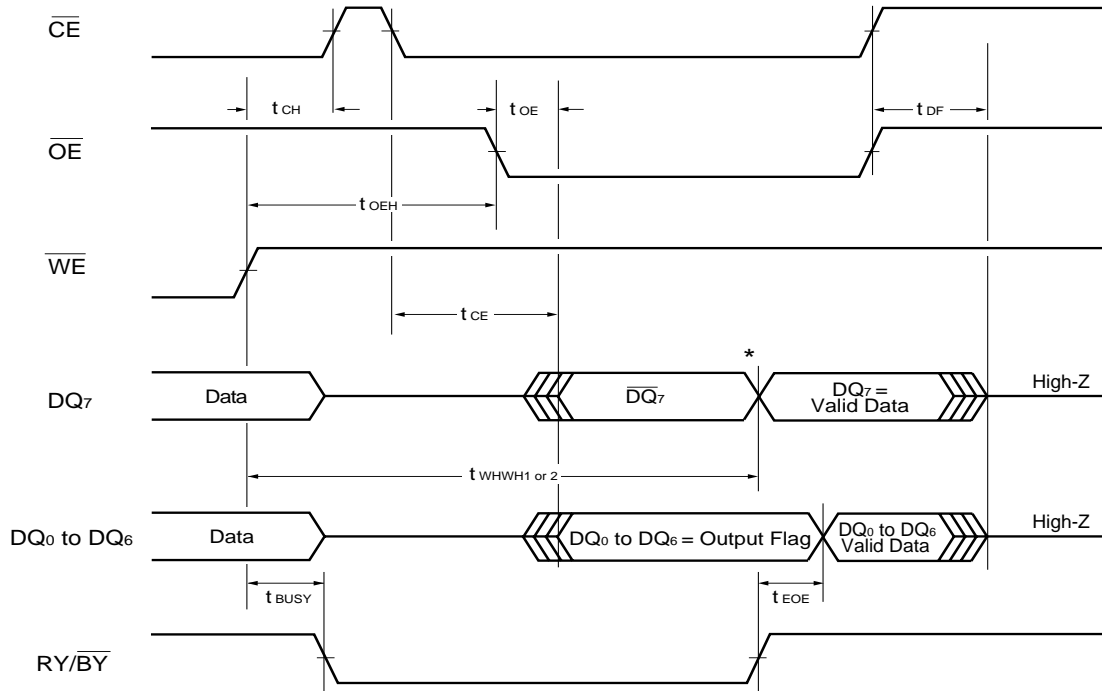 CE
t CH
t OE
t DF
OE
t OEH
WE
t CE
*
DQ7
Data
DQ7
DQ7 =
Valid Data
High-Z
t WHWH1 or 2
DQ0 to DQ6
Data
DQ0 to DQ6 = Output Flag
DQ0 to DQ6
Valid Data
High-Z
t BUSY
t EOE
RY/BY